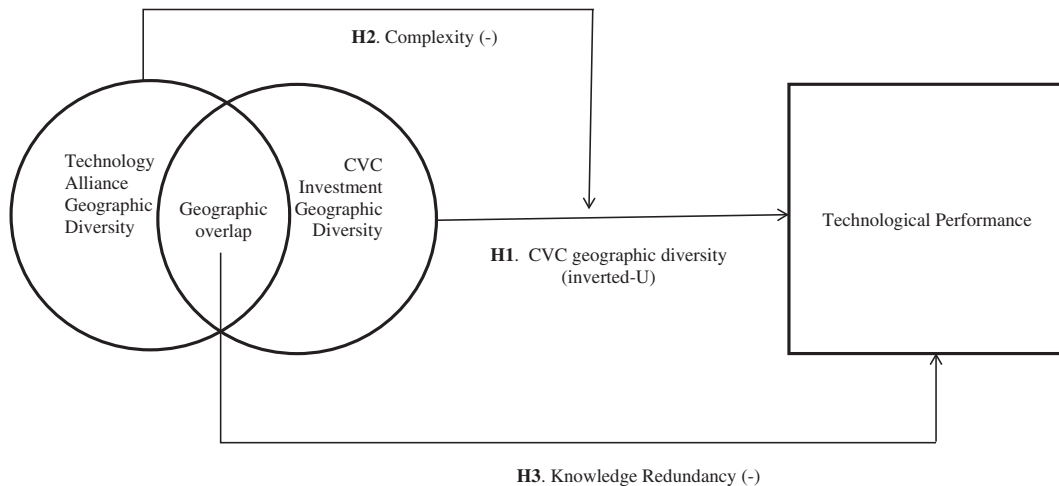 H2. Complexity (-)
Technology
Alliance
Geographic
Diversity
Geographic
overlap
CVC
Investment
Geographic
Diversity
H1. CVC geographic diversity
(inverted-U)
Technological Performance
H3. Knowledge Redundancy (-)